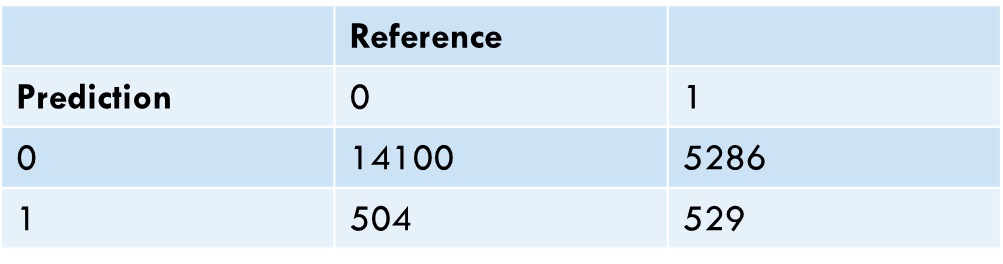 Reference
Prediction 0 1
0 14100 5286
1 504 529